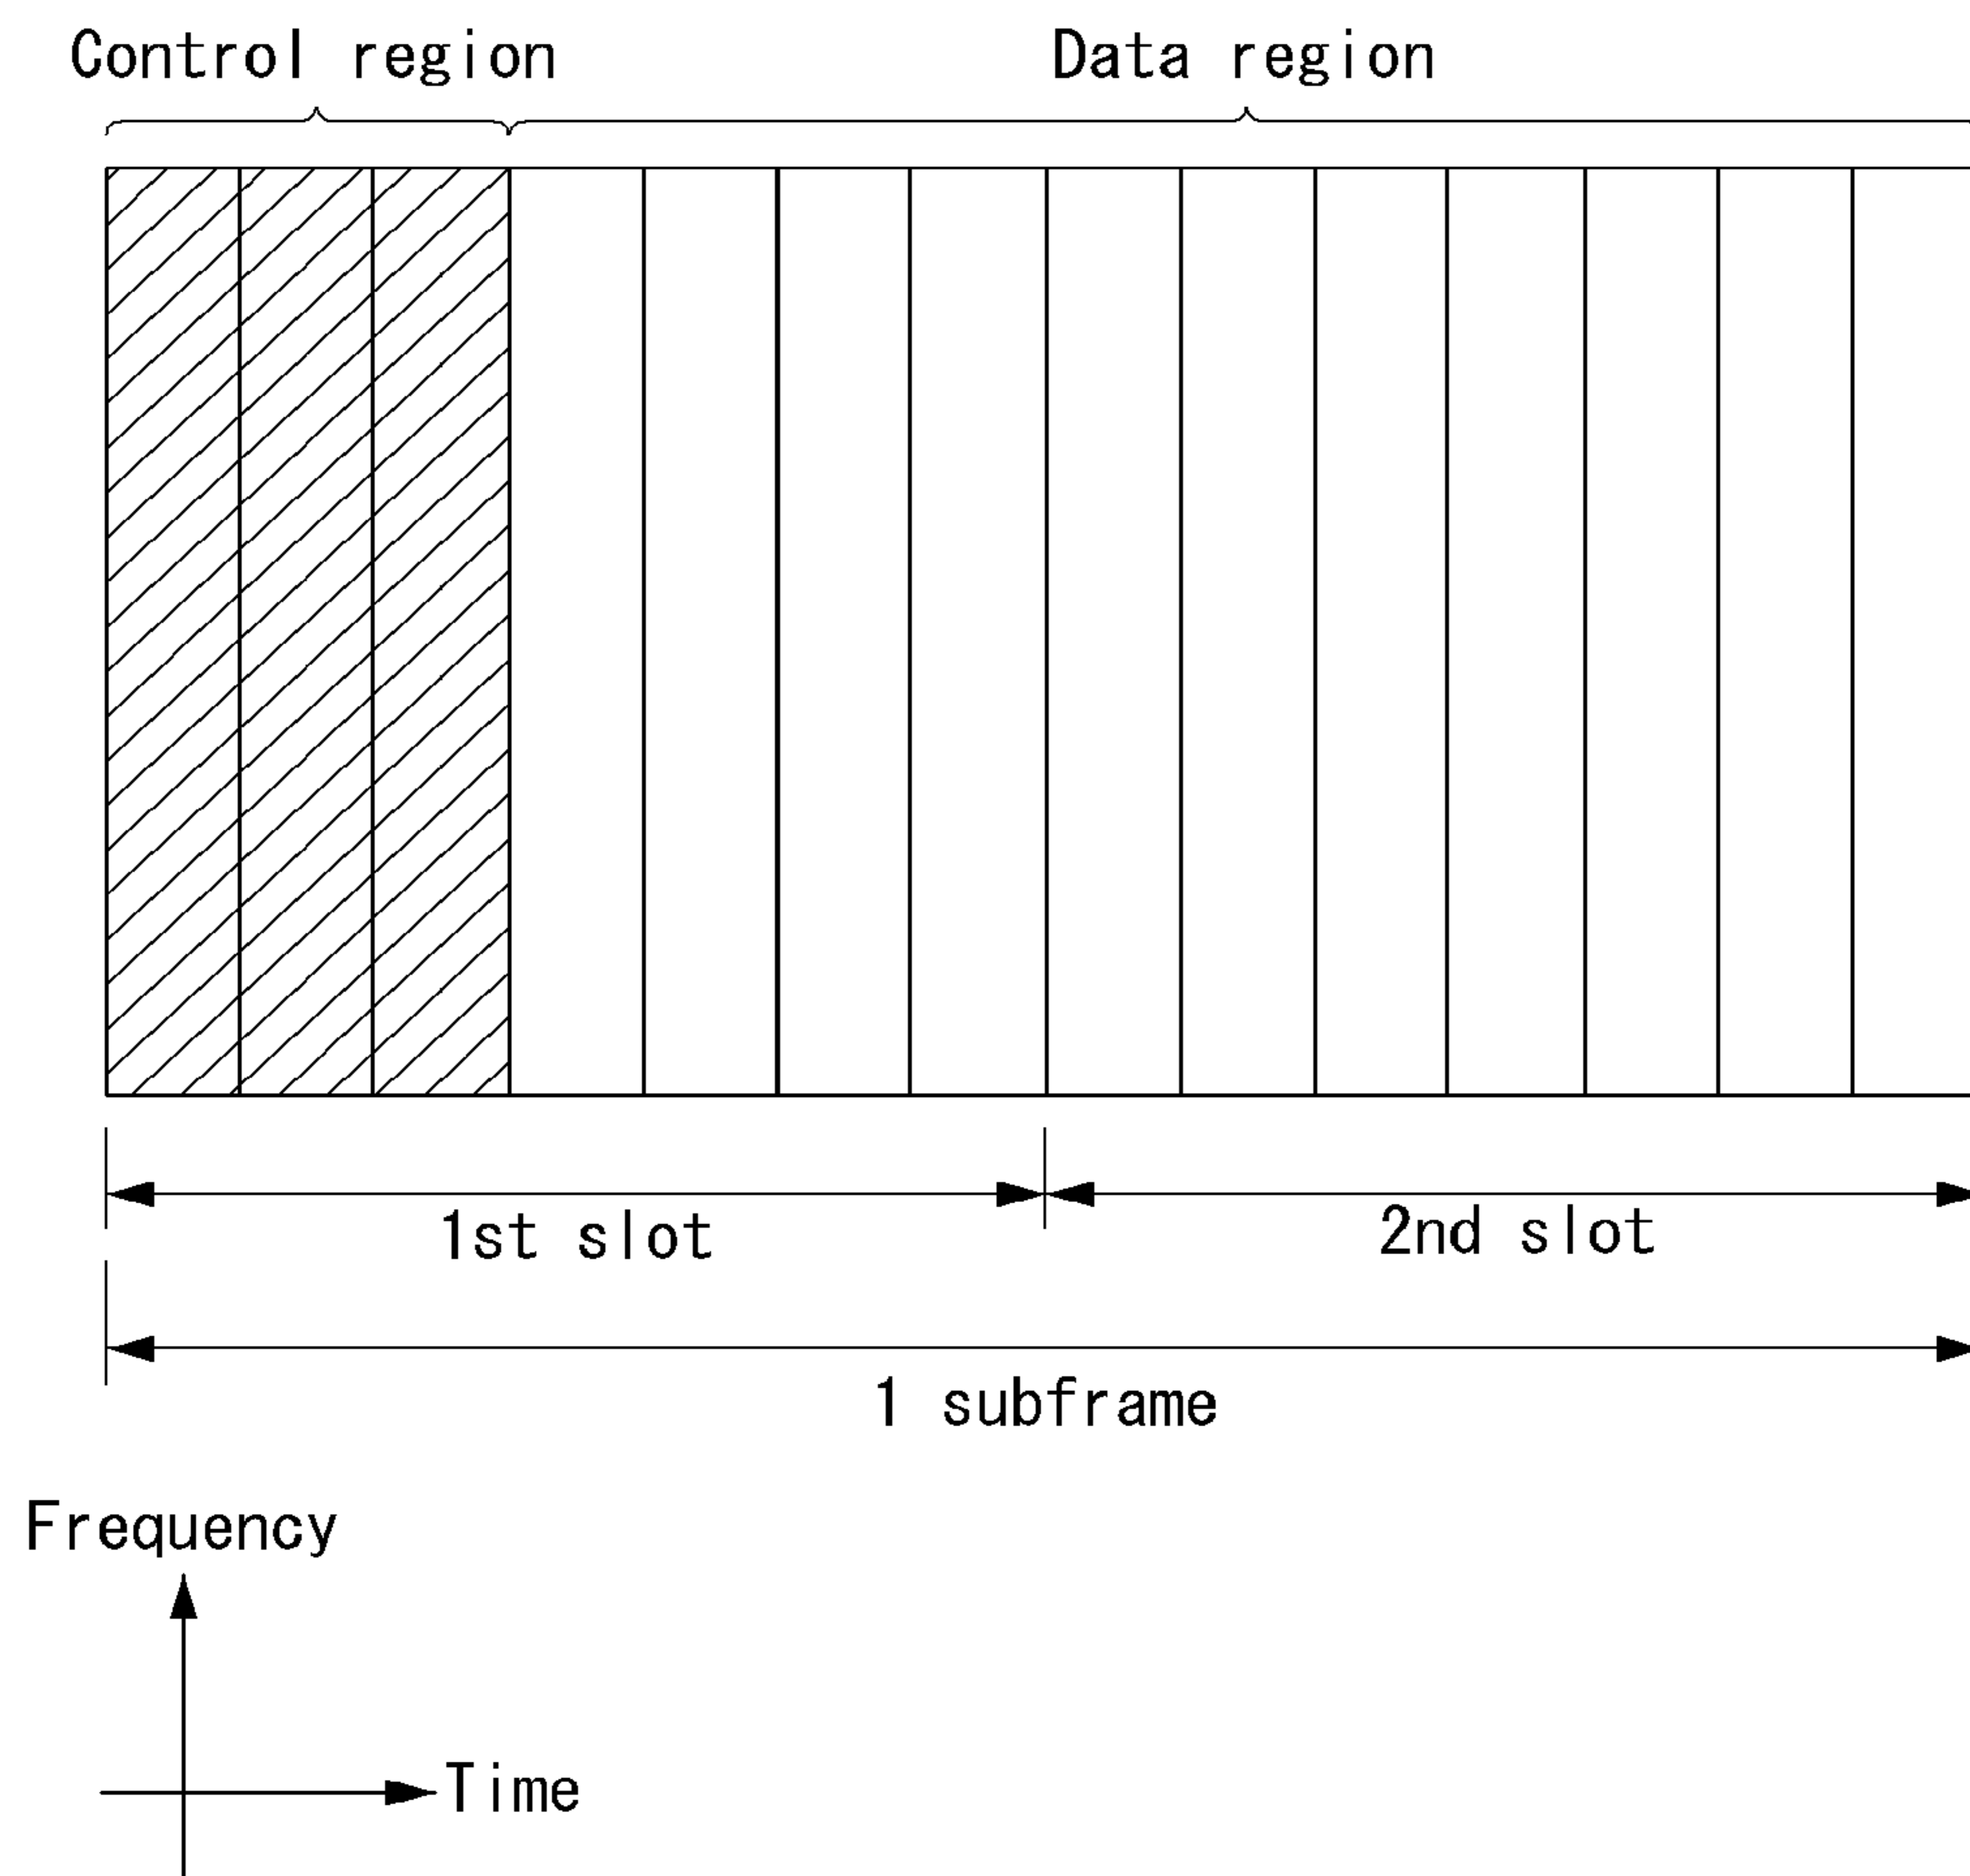 Control region
Data region
1st slot
2nd slot
1 subframe
Frequency
Time